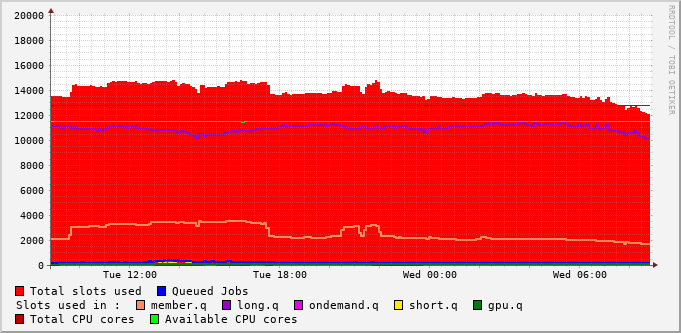 RRDTOOL / TOBI OETIKER
20000
18000
16000
14000
12000
10000
8000
6000
4000
2000
0
Tue 12:00 Tue 18:00 Wed 00:00 Wed 06:00
Total slots used Queued Jobs
Slots used in : member.q long.q ondemand.q short.q gpu.q
Total CPU cores Available CPU cores